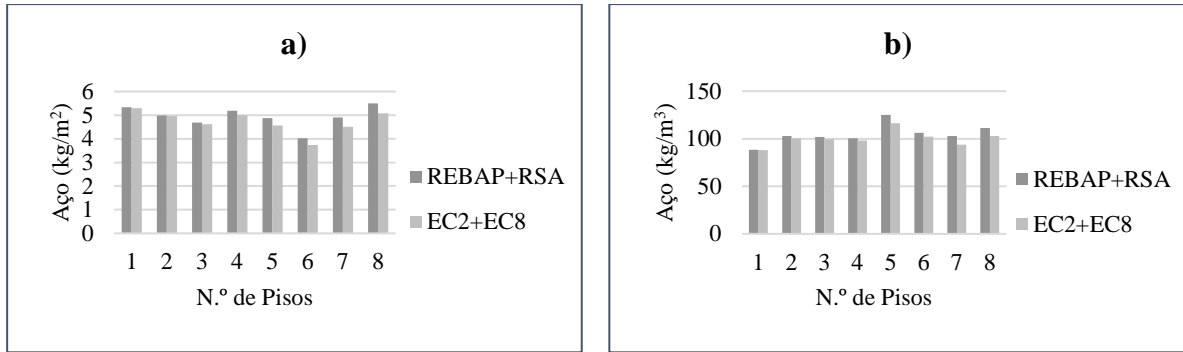 a)
Aço (kg/m²)
6
5
4
3
2
1
0
1 2 3 4 5 6 7 8
N.º de Pisos
REBAP+RSA
EC2+EC8
b)
Aço (kg/m³)
150
100
50
0
1 2 3 4 5 6 7 8
N.º de Pisos
REBAP+RSA
EC2+EC8